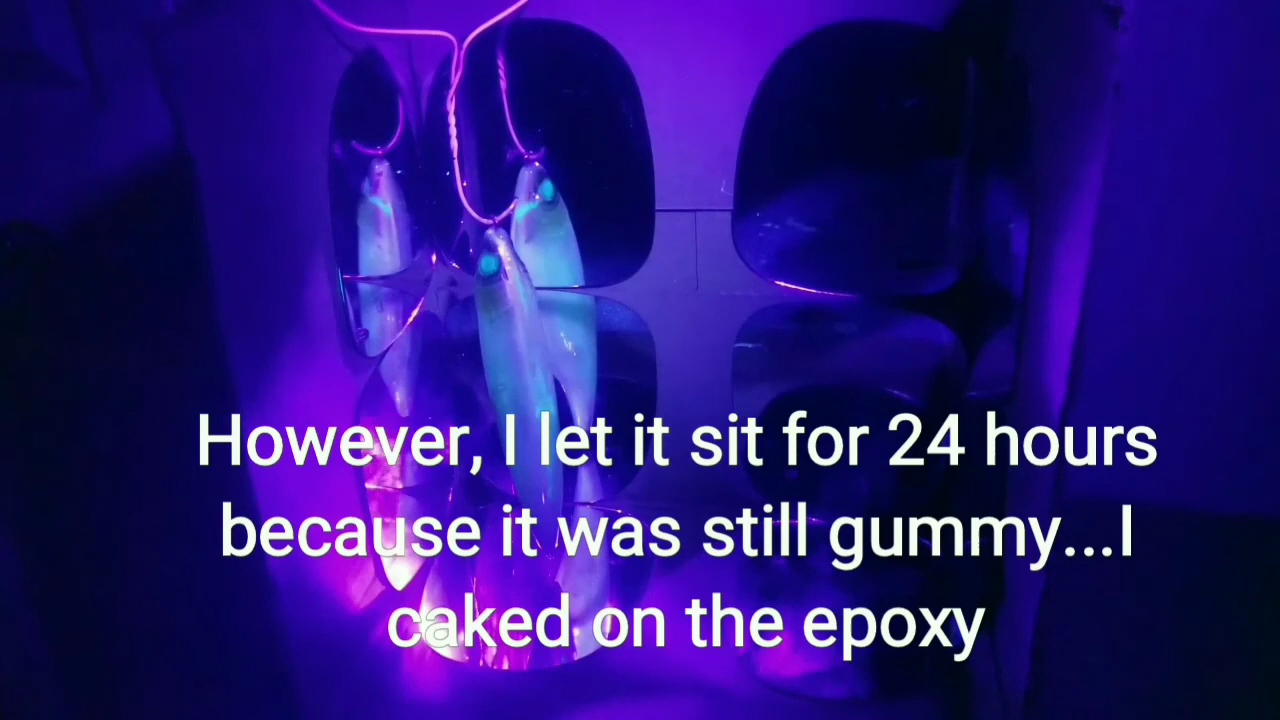 However, I let it sit for 24 hours
because it was still gummy...I
caked on the epoxy